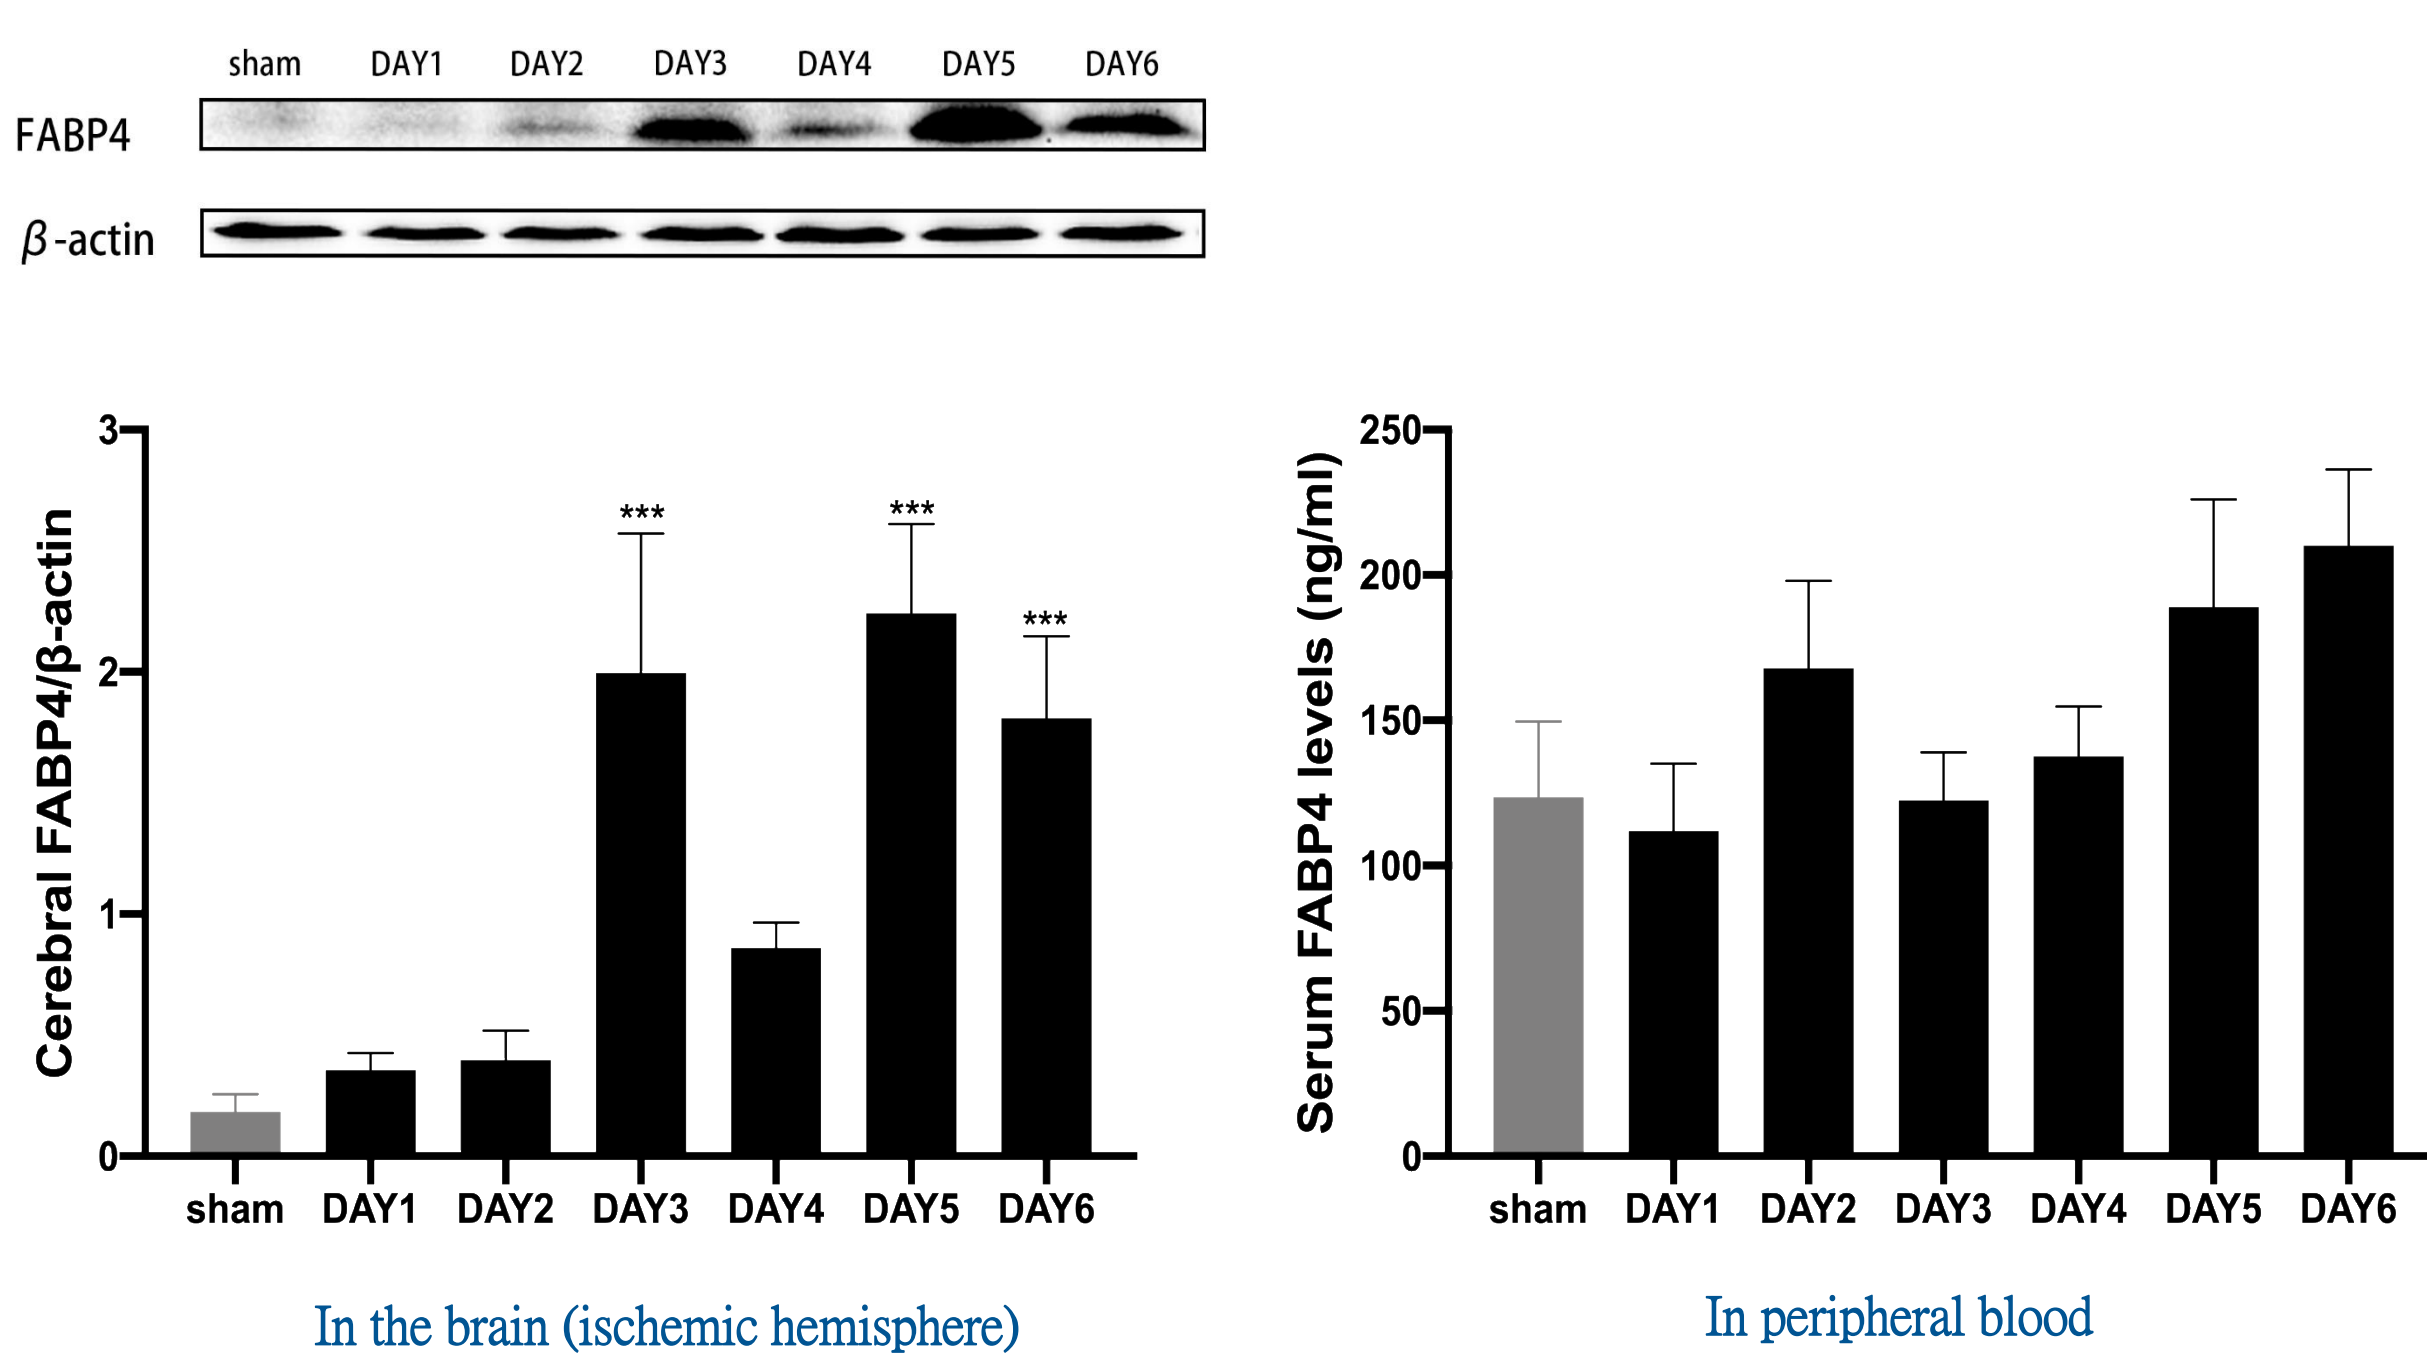 sham DAY1 DAY2 DAY3 DAY4 DAY5 DAY6
FABP4
β-actin
Cerebral FABP4/β-actin
3
2
1
0
***
***
***
sham DAY1 DAY2 DAY3 DAY4 DAY5 DAY6
In the brain (ischemic hemisphere)
Serum FABP4 levels (ng/ml)
250
200
150
100
50
0
sham DAY1 DAY2 DAY3 DAY4 DAY5 DAY6
In peripheral blood